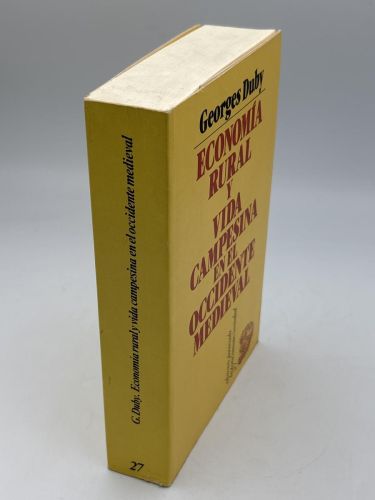 G. Duby. Economía rural y vida campesina en el occidente medieval
27
Georges Duby
ECONOMÍA
RURAL
Y
VIDA
CAMPESINA
EN EL
OCCIDENTE
MEDIEVAL